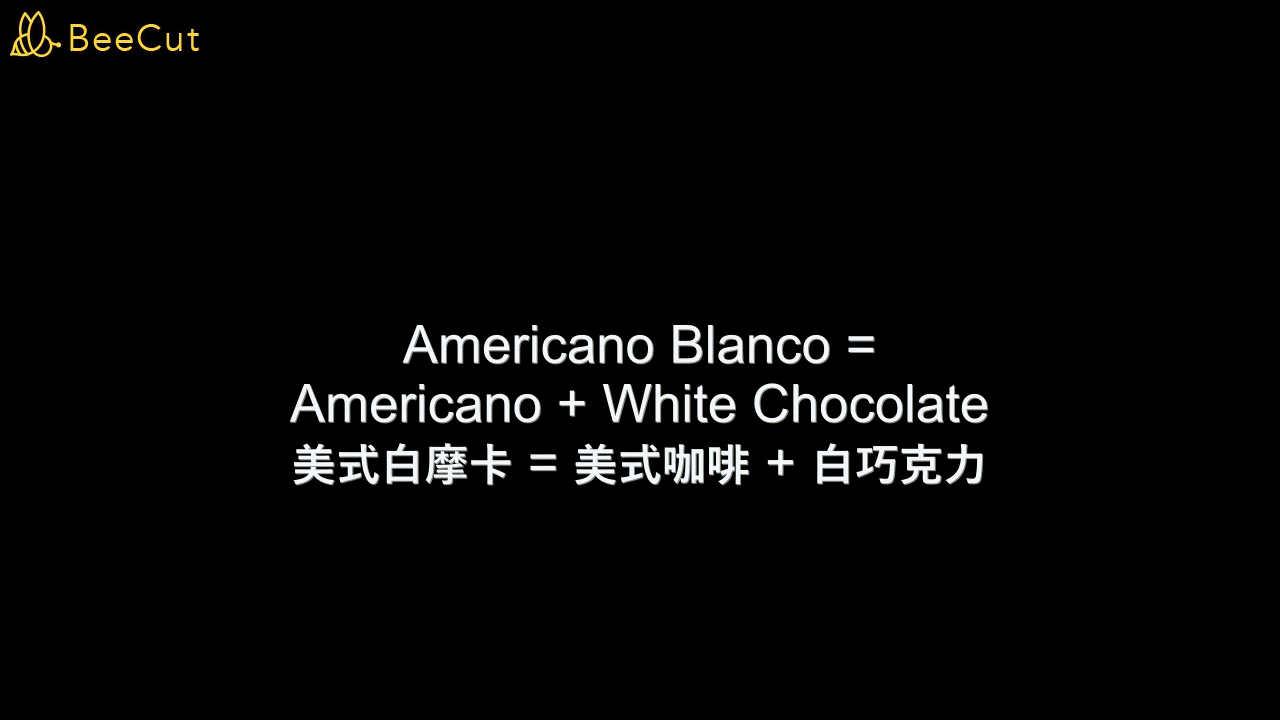 BeeCut
Americano Blanco =
Americano + White Chocolate
美式白摩卡 = 美式咖啡 + 白巧克力